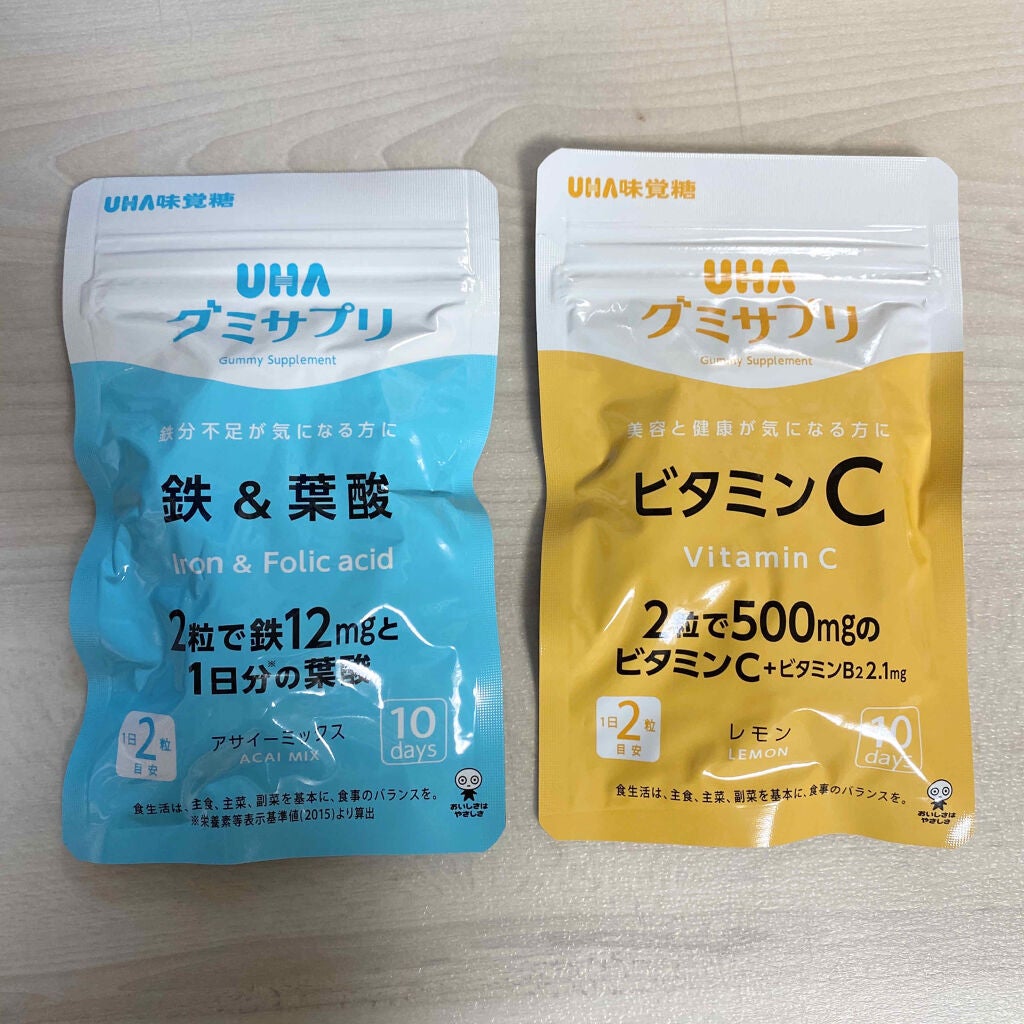 UHA味覚糖
UHA
グミサプリ
Gummy Supplement
鉄分不足が気になる方に
鉄 & 葉酸
Iron & Folic acid
2粒で鉄12mgと
1日分※の葉酸
1日2粒
目安
アサイーミックス
ACAI MIX
10
days
食生活は、主食、主菜、副菜を基本に、食事のバランスを。
※栄養素等表示基準値(2015)より算出
おいしさは
やさしさ
UHA味覚糖
UHA
グミサプリ
Gummy Supplement
美容と健康が気になる方に
ビタミンC
Vitamin C
2粒で500mgの
ビタミンC+ビタミンB2 2.1mg
1日2粒
目安
レモン
LEMON
10
days
食生活は、主食、主菜、副菜を基本に、食事のバランスを。
おいしさは
やさしさ